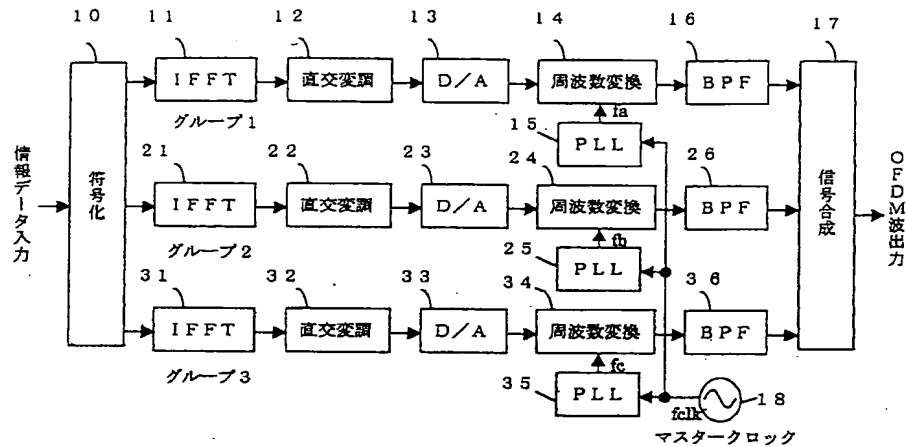 10 11 12 13 14 16 17
IFFT 直交変調 D/A 周波数変換 BPF
グループ1 fa
15 PLL
情報データ入力
符号化
21 22 23 24 26
IFFT 直交変調 D/A 周波数変換 BPF
信号合成
OFDM波出力
グループ2 fb
25 PLL
31 32 33 34 36
IFFT 直交変調 D/A 周波数変換 BPF
グループ3 fc
35 PLL
fclk 18
マスタークロック